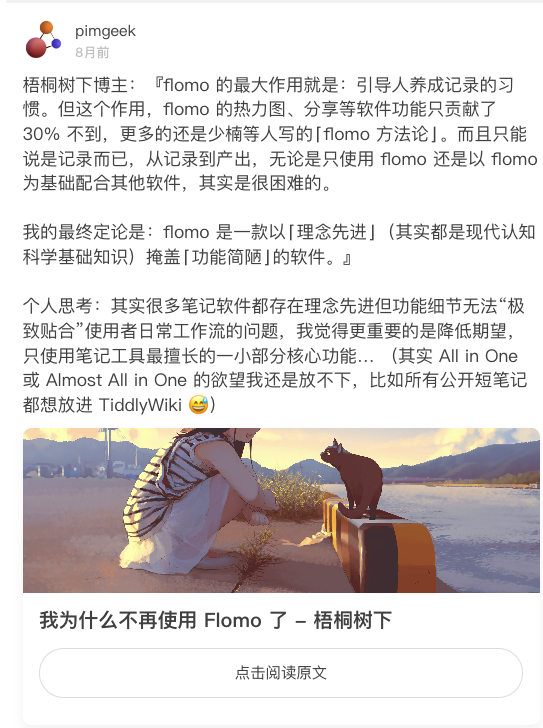 pimgeek
8月前
梧桐树下博主：『flomo 的最大作用就是：引导人养成记录的习
惯。但这个作用，flomo 的热力图、分享等软件功能只贡献了
30% 不到，更多的还是少楠等人写的「flomo 方法论」。而且只能
说是记录而已，从记录到产出，无论是只使用 flomo 还是以 flomo
为基础配合其他软件，其实是很困难的。
我的最终定论是：flomo 是一款以「理念先进」（其实都是现代认知
科学基础知识）掩盖「功能简陋」的软件。』
个人思考：其实很多笔记软件都存在理念先进但功能细节无法“极
致贴合”使用者日常工作流的问题，我觉得更重要的是降低期望，
只使用笔记工具最擅长的一小部分核心功能... （其实 All in One
或 Almost All in One 的欲望我还是放不下，比如所有公开短笔记
都想放进 TiddlyWiki 😅）
我为什么不再使用 Flomo 了 – 梧桐树下
点击阅读原文